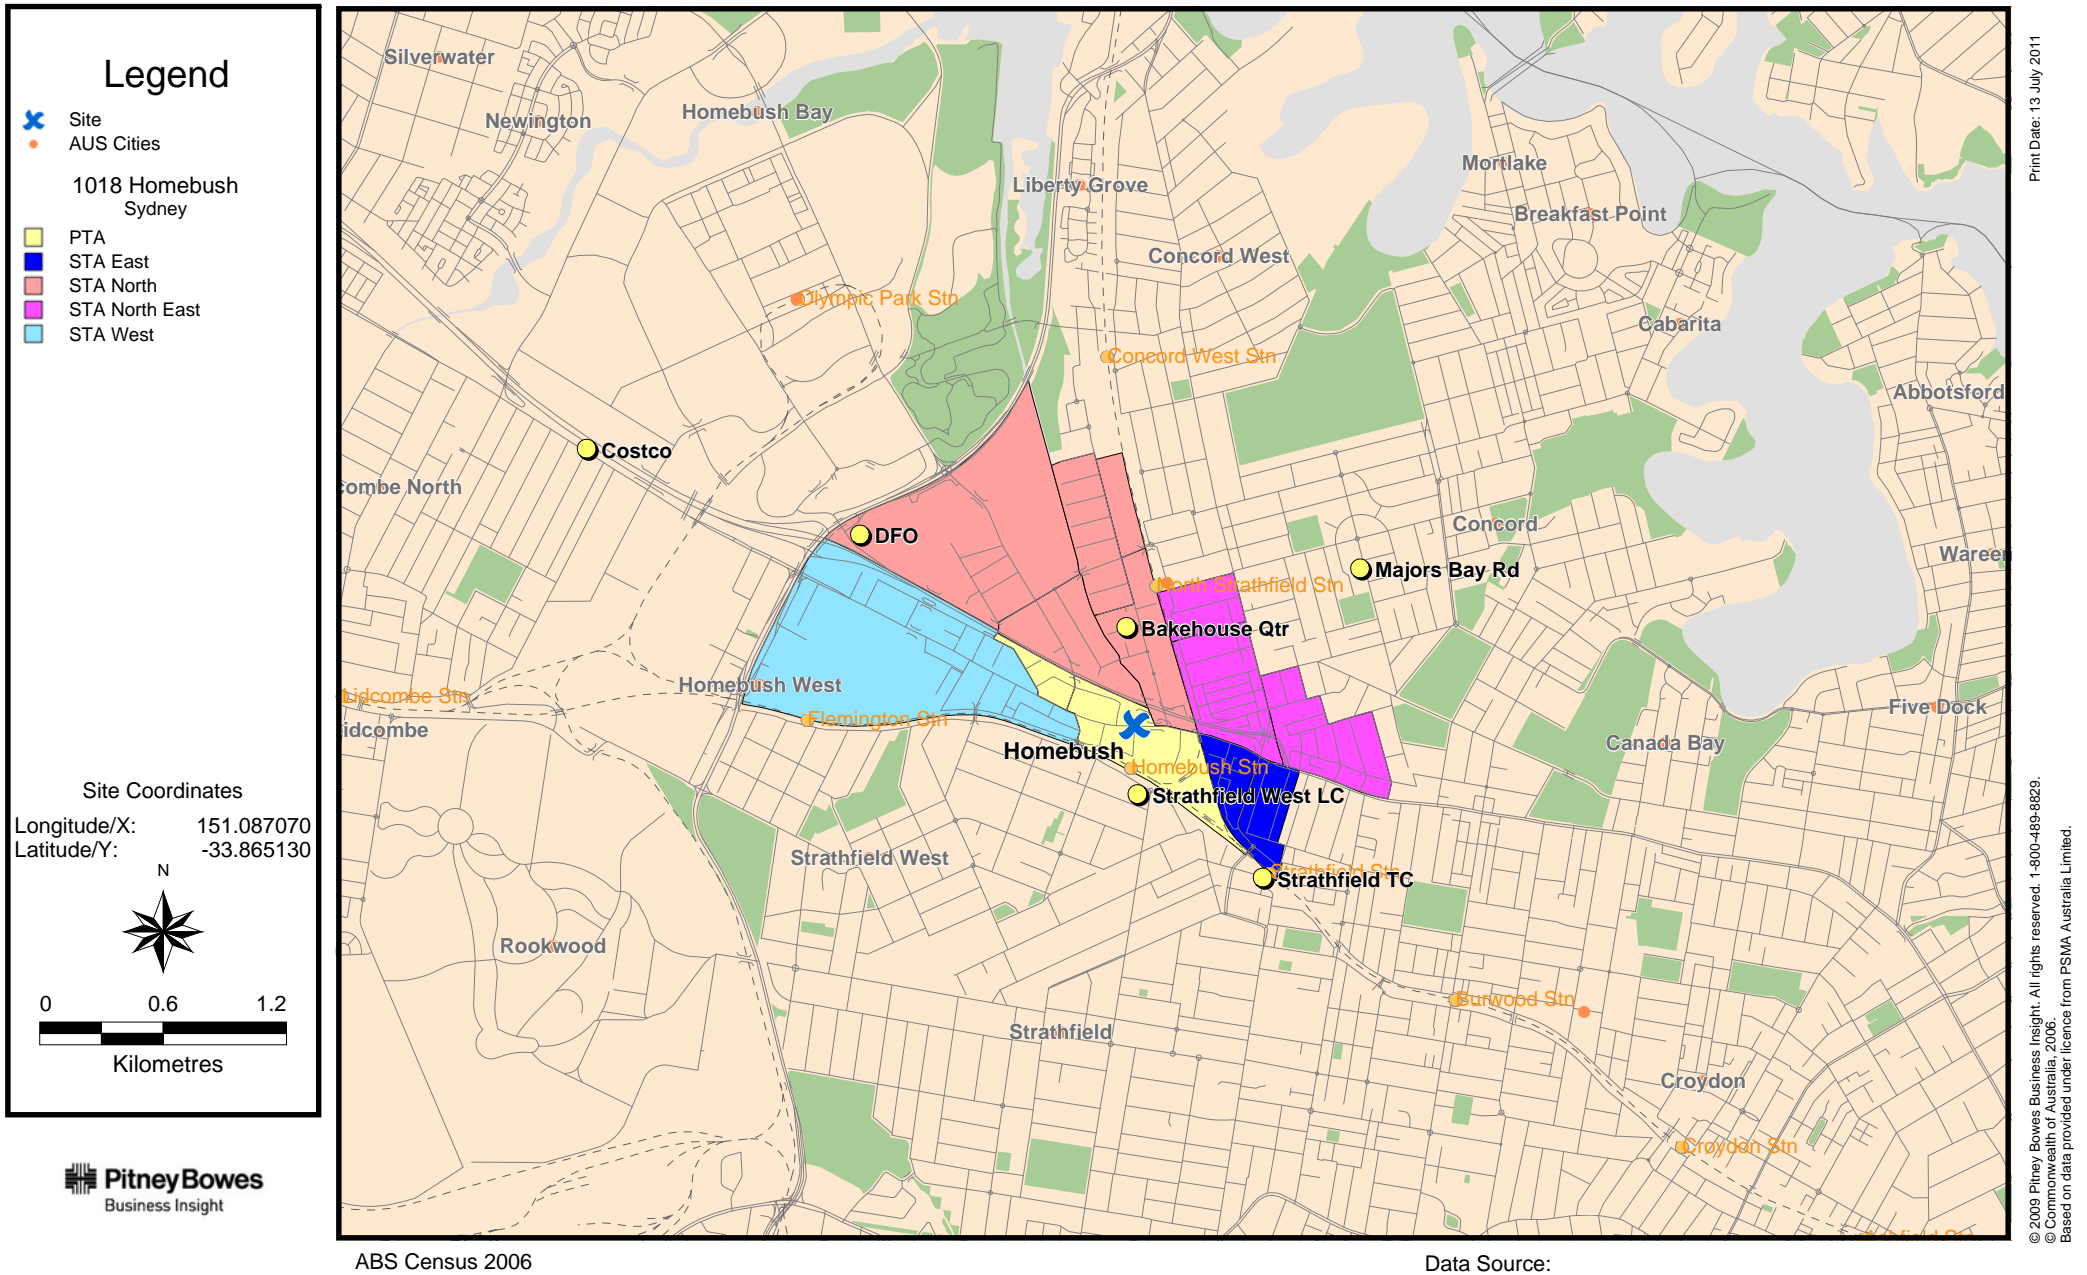 Legend
Site
AUS Cities
1018 Homebush
Sydney
PTA
STA East
STA North
STA North East
STA West
Site Coordinates
Longitude/X: 151.087070
Latitude/Y: -33.865130
N
0 0.6 1.2
Kilometres
PitneyBowes
Business Insight
Silverwater
Newington
Homebush Bay
Liberty Grove
Mortlake
Breakfast Point
Concord West
Olympic Park Stn
Cabarita
Concord West Stn
Abbotsford
Costco
combe North
DFO
Concord
Wareer
Majors Bay Rd
North Strathfield Stn
Bakehouse Qtr
Homebush West
Lidcombe Stn
Flemington Stn
Five Dock
idcombe
Homebush
Canada Bay
Homebush Stn
Strathfield West LC
Strathfield West
Strathfield Stn
Strathfield TC
Rookwood
Burwood Stn
Strathfield
Croydon
Croydon Stn
ABS Census 2006
Data Source:
Print Date: 13 July 2011
© 2009 Pitney Bowes Business Insight. All rights reserved. 1-800-489-8829.
© Commonwealth of Australia, 2006.
Based on data provided under licence from PSMA Australia Limited.